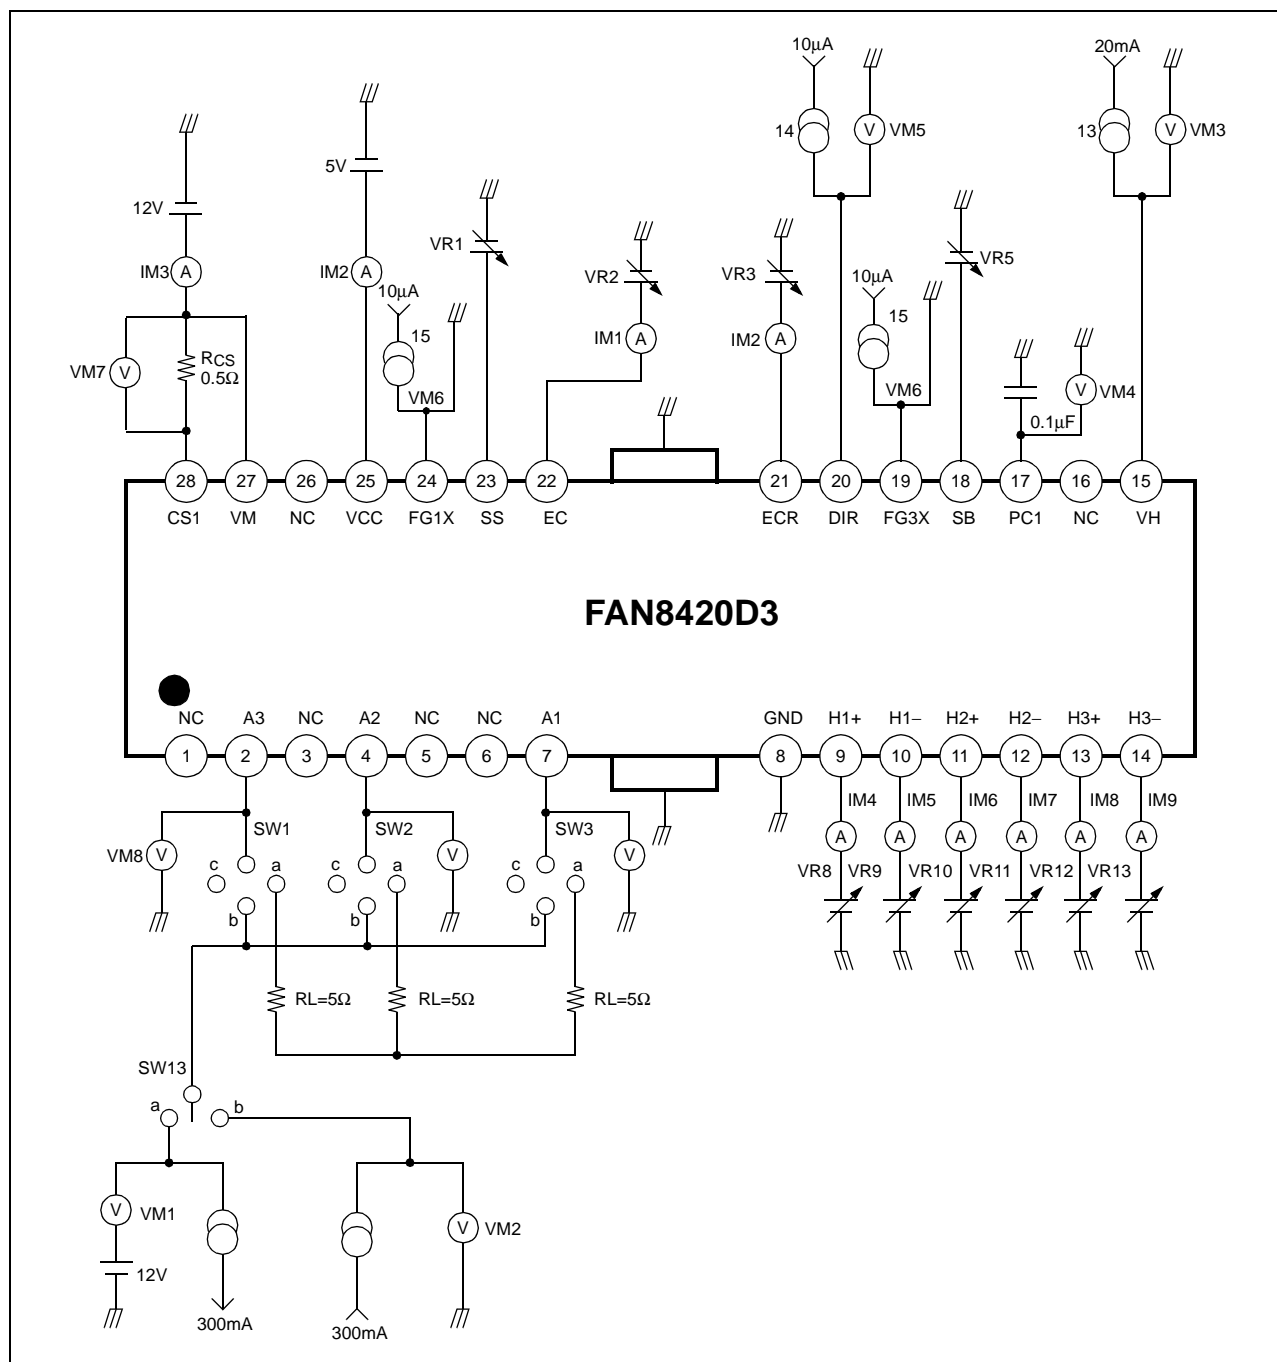 10μA
20mA
14
V
VM5
13
V
VM3
5V
12V
VR1
VR5
IM3
A
IM2
A
VR2
VR3
10μA
10μA
15
15
IM1
A
IM2
A
VM7
V
RCS
0.5Ω
VM6
VM6
V
VM4
0.1μF
28
27
26
25
24
23
22
21
20
19
18
17
16
15
CS1
VM
NC
VCC
FG1X
SS
EC
ECR
DIR
FG3X
SB
PC1
NC
VH
FAN8420D3
NC
A3
NC
A2
NC
NC
A1
GND
H1+
H1−
H2+
H2−
H3+
H3−
1
2
3
4
5
6
7
8
9
10
11
12
13
14
IM4
IM5
IM6
IM7
IM8
IM9
SW1
SW2
SW3
A
A
A
A
A
A
VM8
V
V
V
c
a
c
a
c
a
VR8
VR9
VR10
VR11
VR12
VR13
b
b
b
RL=5Ω
RL=5Ω
RL=5Ω
SW13
a
b
V
VM1
V
VM2
12V
300mA
300mA